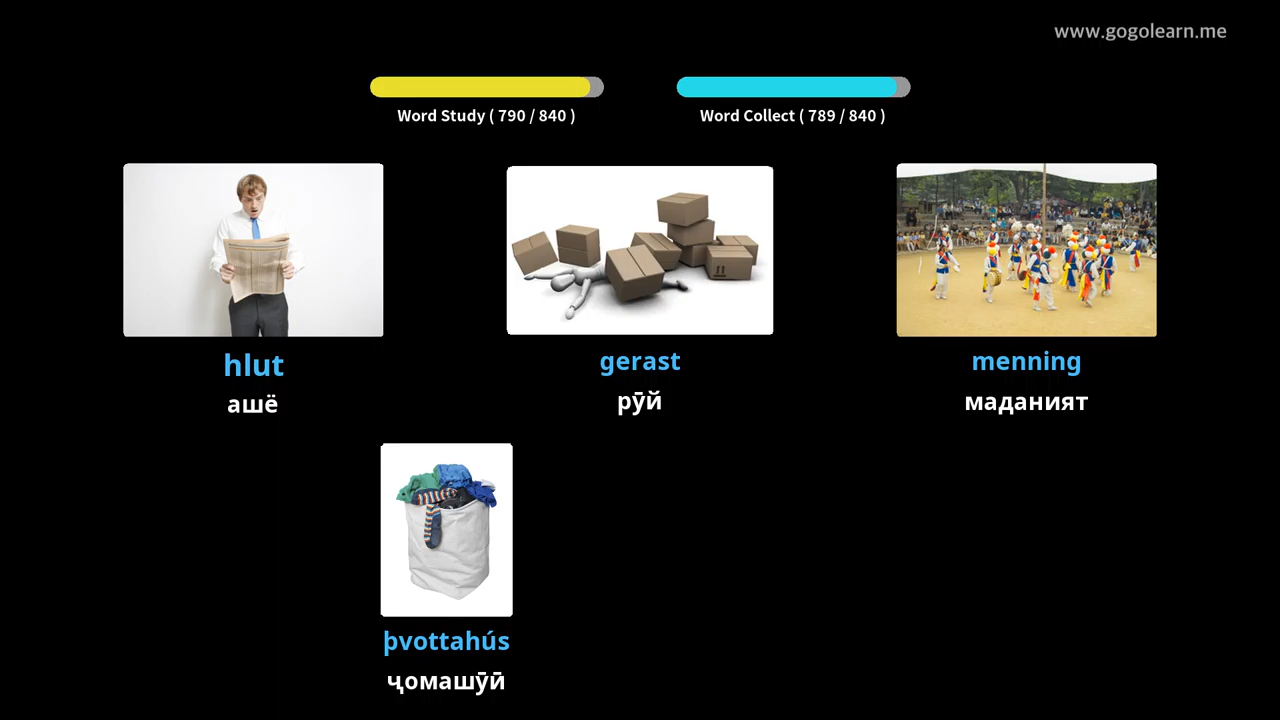 www.gogolearn.me
Word Study ( 790 / 840 )
Word Collect ( 789 / 840 )
hlut
ашё
gerast
рӯй
menning
маданият
þvottahús
ҷомашӯӣ